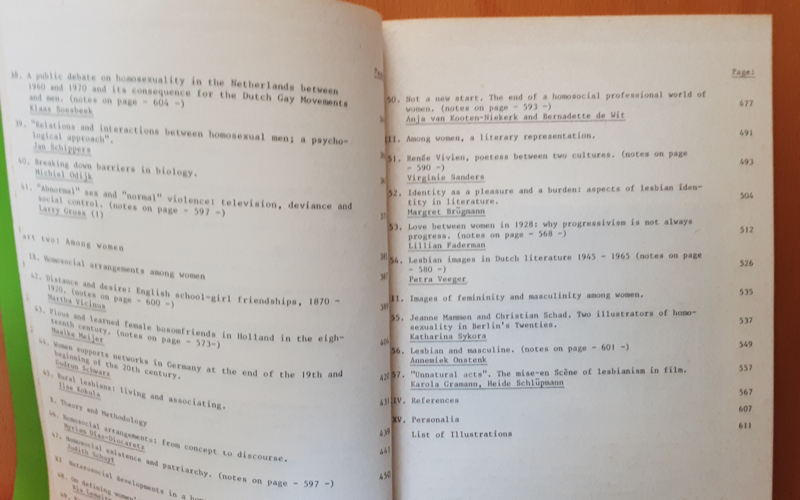 38. A public debate on homosexuality in the Netherlands between
1960 and 1970 and its consequence for the Dutch Gay Movements
and men. (notes on page - 604 -)
Klaas Soesbeek
39. "Relations and interactions between homosexual men; a psycho-
logical approach".
Jan Schippers
40. Breaking down barriers in biology.
Michiel Odijk
41. "Abnormal" sex and "normal" violence: television, deviance and
social control. (notes on page - 597 -)
Larry Gross (1)
art two: Among women
IX. Homosocial arrangements among women
42. Distance and desire: English school-girl friendships, 1870 -
1920. (notes on page - 600 -)
Martha Vicinus
43. Pious and learned female bosomfriends in Holland in the eigh-
teenth century. (notes on page - 573-)
Maaike Meijer
44. Women supports networks in Germany at the end of the 19th and
beginning of the 20th century.
Gudrun Schwarz
45. Rural lesbians: living and associating.
Ilse Kokula
X. Theory and Methodology
46. Homosocial arrangements: from concept to discourse.
Myriam Díaz-Diocaretz
47. Homosocial existence and patriarchy. (notes on page - 597 -)
Judith Schuyf
Heterosocial developments in a
48. On defining women
49.
Page:
50. Not a new start. The end of a homosocial professional world of
women. (notes on page - 593 -) 477
Anja van Kooten-Niekerk and Bernadette de Wit
II. Among women, a literary representation. 491
51. Renée Vivien, poetess between two cultures. (notes on page
- 590 -) 493
Virginie Sanders
52. Identity as a pleasure and a burden: aspects of lesbian iden-
tity in literature. 504
Margret Brügmann
53. Love between women in 1928: why progressivism is not always
progress. (notes on page - 568 -) 512
Lillian Faderman
54. Lesbian images in Dutch literature 1945 - 1965 (notes on page
- 580 -) 526
Petra Veeger
II. Images of femininity and masculinity among women. 535
55. Jeanne Mammen and Christian Schad. Two illustrators of homo-
sexuality in Berlin's Twenties. 537
Katharina Sykora
56. Lesbian and masculine. (notes on page - 601 -) 549
Annemiek Onstenk
57. "Unnatural acts". The mise-en Scène of lesbianism in film. 557
Karola Gramann, Heide Schlüpmann
IV. References 567
XV. Personalia 607
List of Illustrations 611